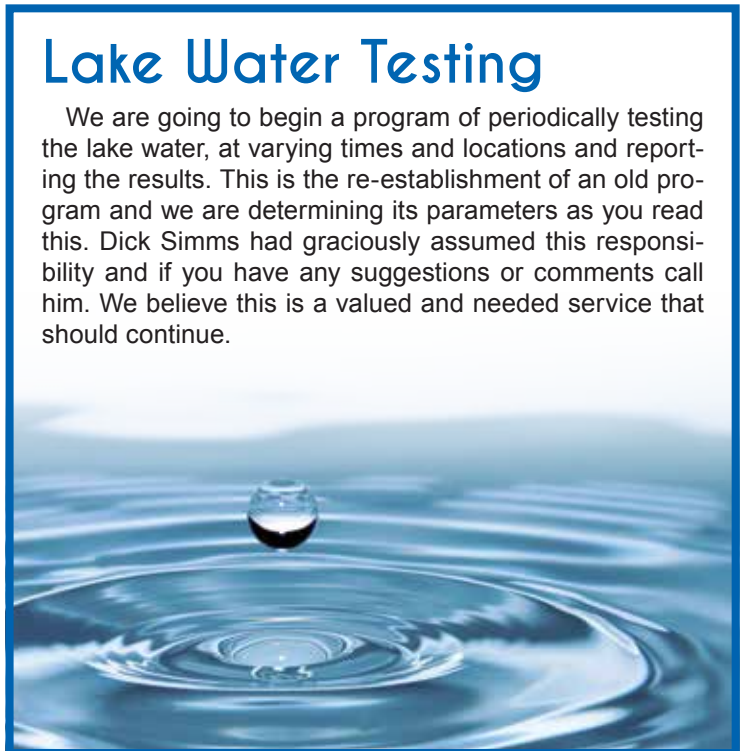 Lake Water Testing
We are going to begin a program of periodically testing
the lake water, at varying times and locations and report-
ing the results. This is the re-establishment of an old pro-
gram and we are determining its parameters as you read
this. Dick Simms had graciously assumed this responsi-
bility and if you have any suggestions or comments call
him. We believe this is a valued and needed service that
should continue.